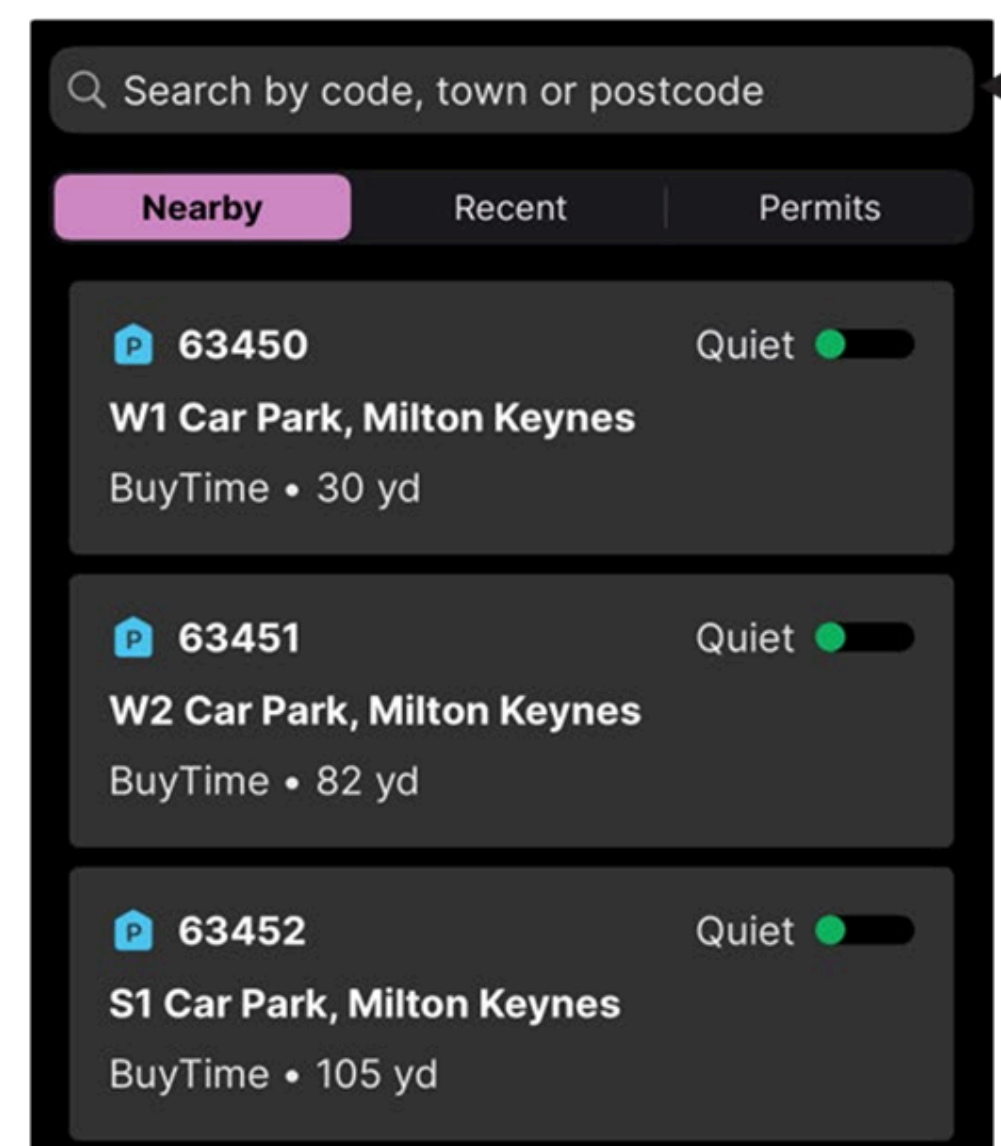 Search by code, town or postcode
Nearby Recent Permits
P 63450 Quiet
W1 Car Park, Milton Keynes
BuyTime • 30 yd
P 63451 Quiet
W2 Car Park, Milton Keynes
BuyTime • 82 yd
P 63452 Quiet
S1 Car Park, Milton Keynes
BuyTime • 105 yd